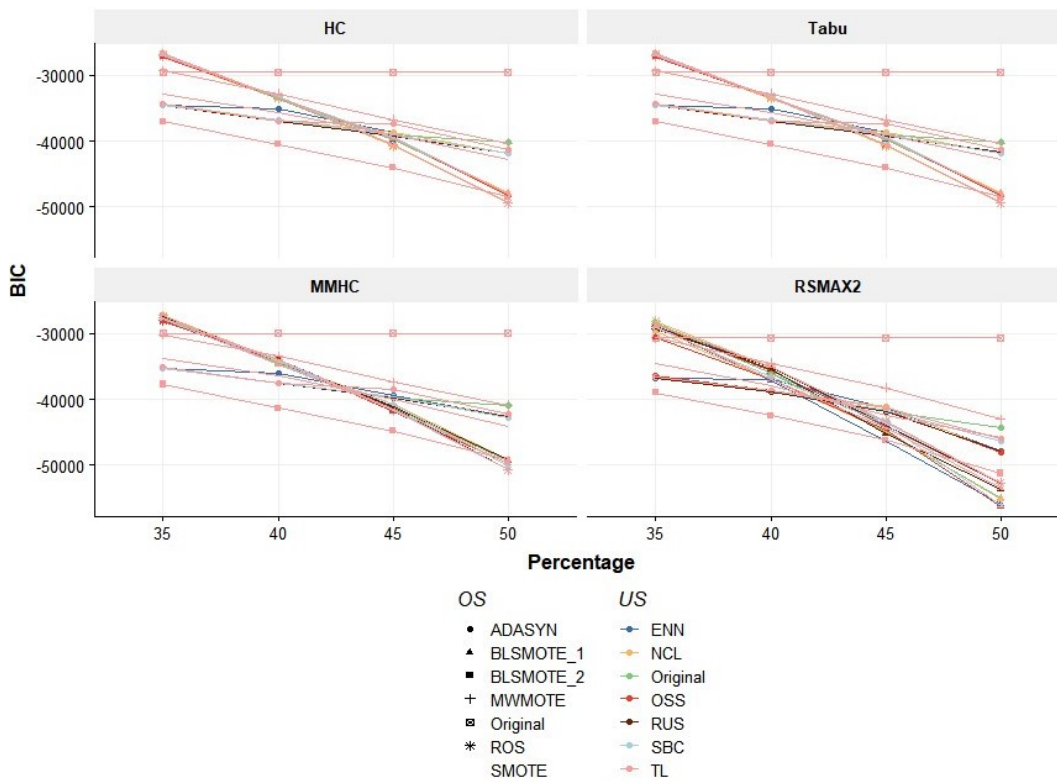 HC
Tabu
-30000
-40000
-50000
MMHC
RSMAX2
-30000
-40000
-50000
BIC
35 40 45 50 35 40 45 50
Percentage
OS US
ADASYN ENN
BLSMOTE_1 NCL
BLSMOTE_2 Original
MWMOTE OSS
Original RUS
ROS SBC
SMOTE TL